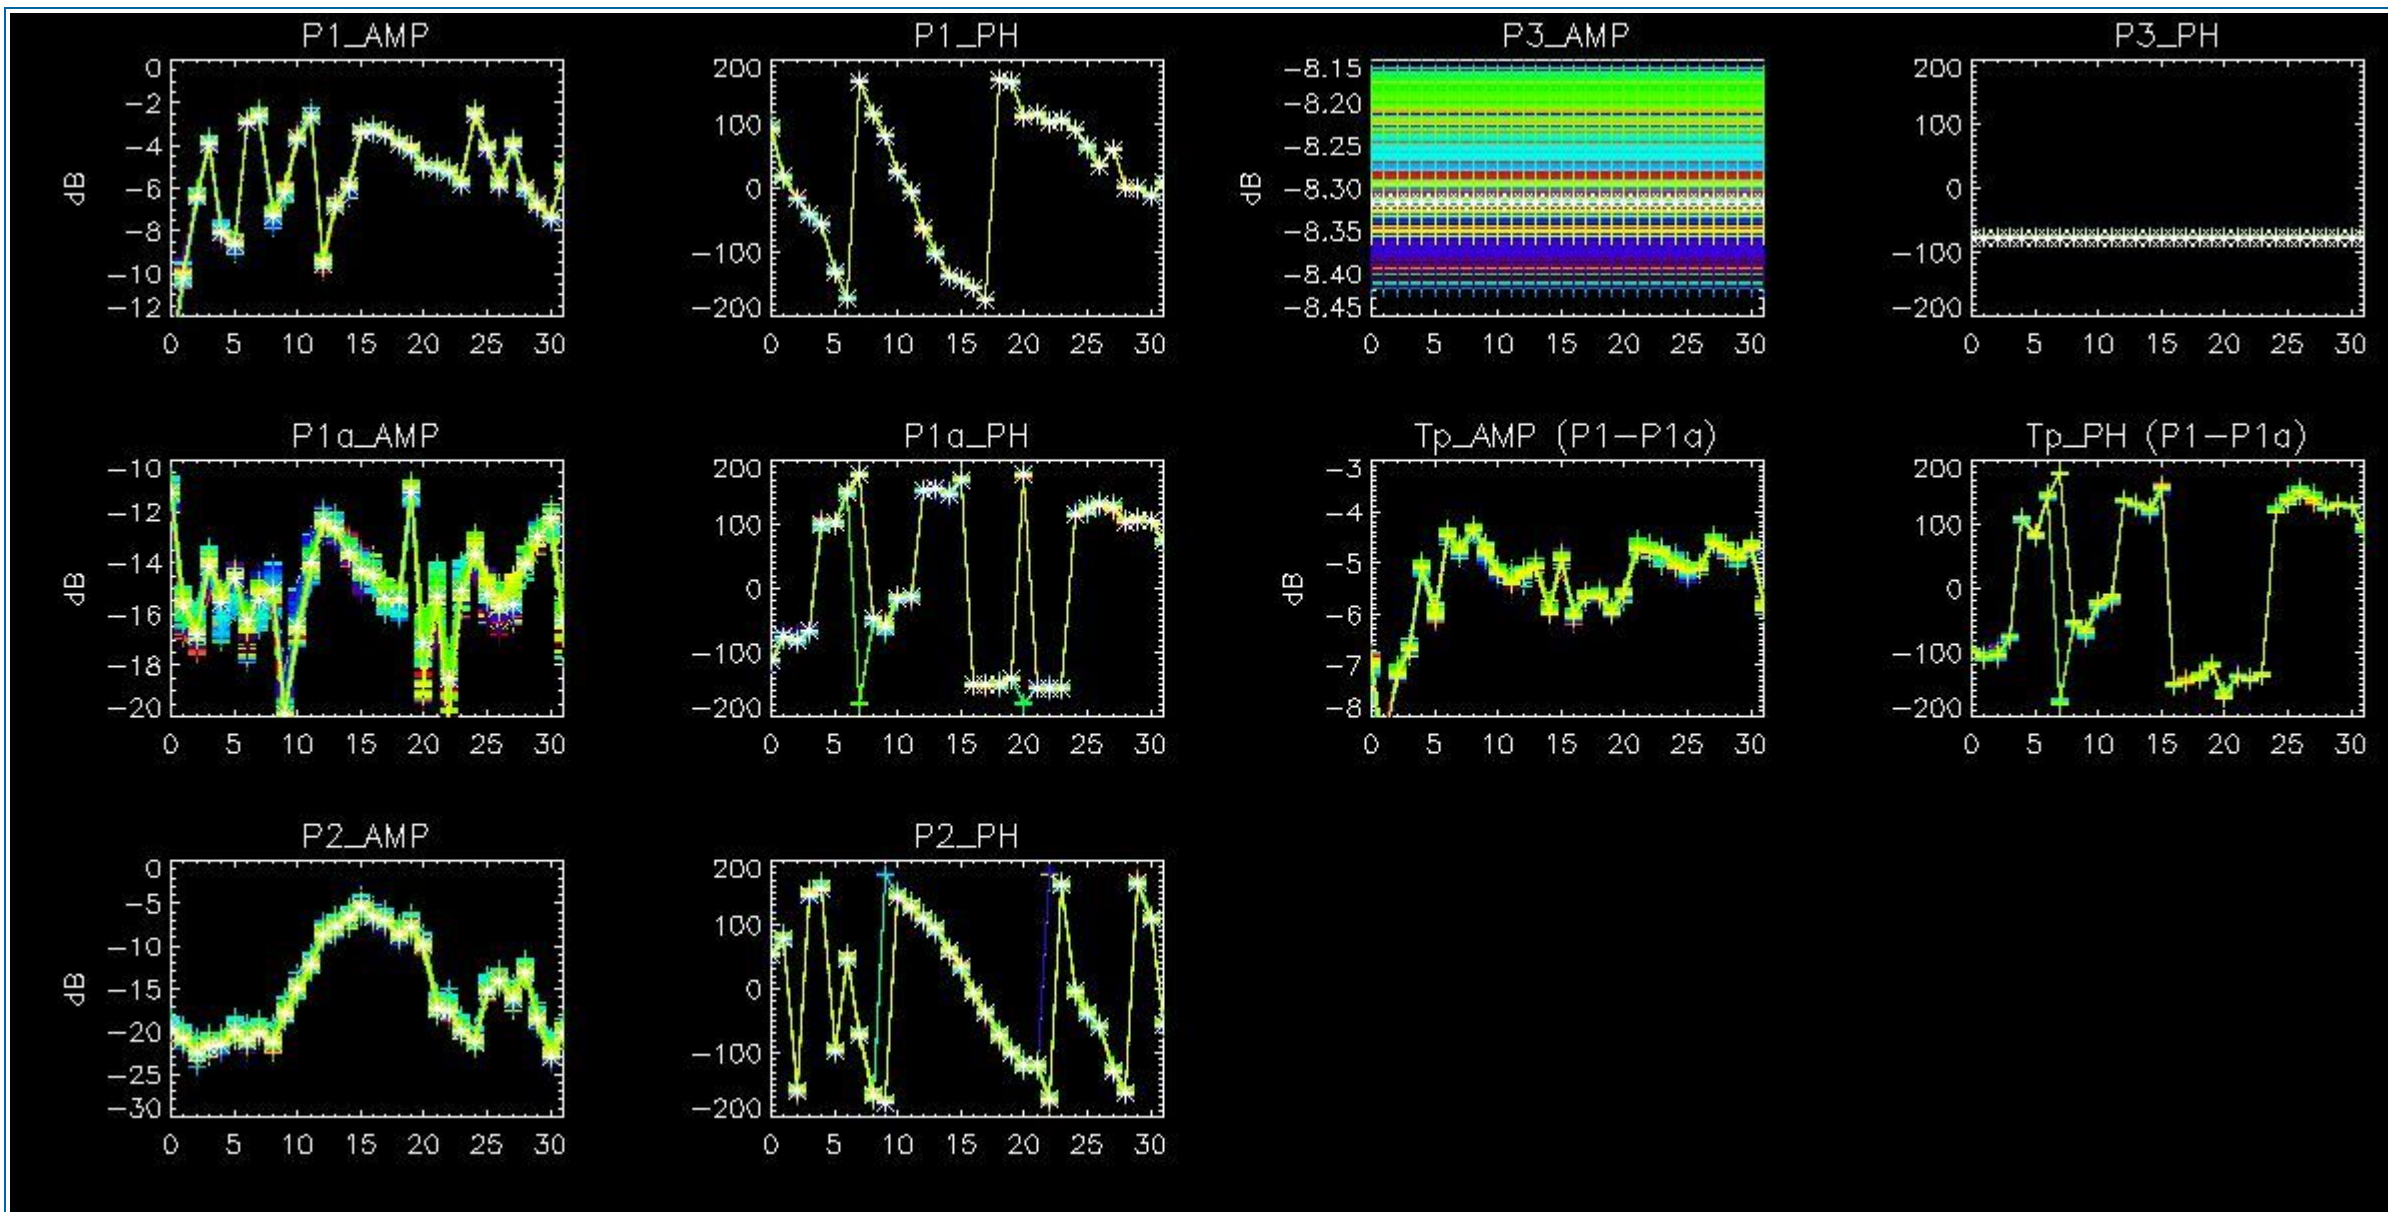 P1_AMP
0
−2
−4
−6
−8
−10
−12
dB
0 5 10 15 20 25 30
P1_PH
200
100
0
−100
−200
0 5 10 15 20 25 30
P3_AMP
−8.15
−8.20
−8.25
−8.30
−8.35
−8.40
−8.45
dB
0 5 10 15 20 25 30
P3_PH
200
100
0
−100
−200
0 5 10 15 20 25 30
P1a_AMP
−10
−12
−14
−16
−18
−20
dB
0 5 10 15 20 25 30
P1a_PH
200
100
0
−100
−200
0 5 10 15 20 25 30
Tp_AMP (P1−P1a)
−3
−4
−5
−6
−7
−8
dB
0 5 10 15 20 25 30
Tp_PH (P1−P1a)
200
100
0
−100
−200
0 5 10 15 20 25 30
P2_AMP
0
−5
−10
−15
−20
−25
−30
dB
0 5 10 15 20 25 30
P2_PH
200
100
0
−100
−200
0 5 10 15 20 25 30